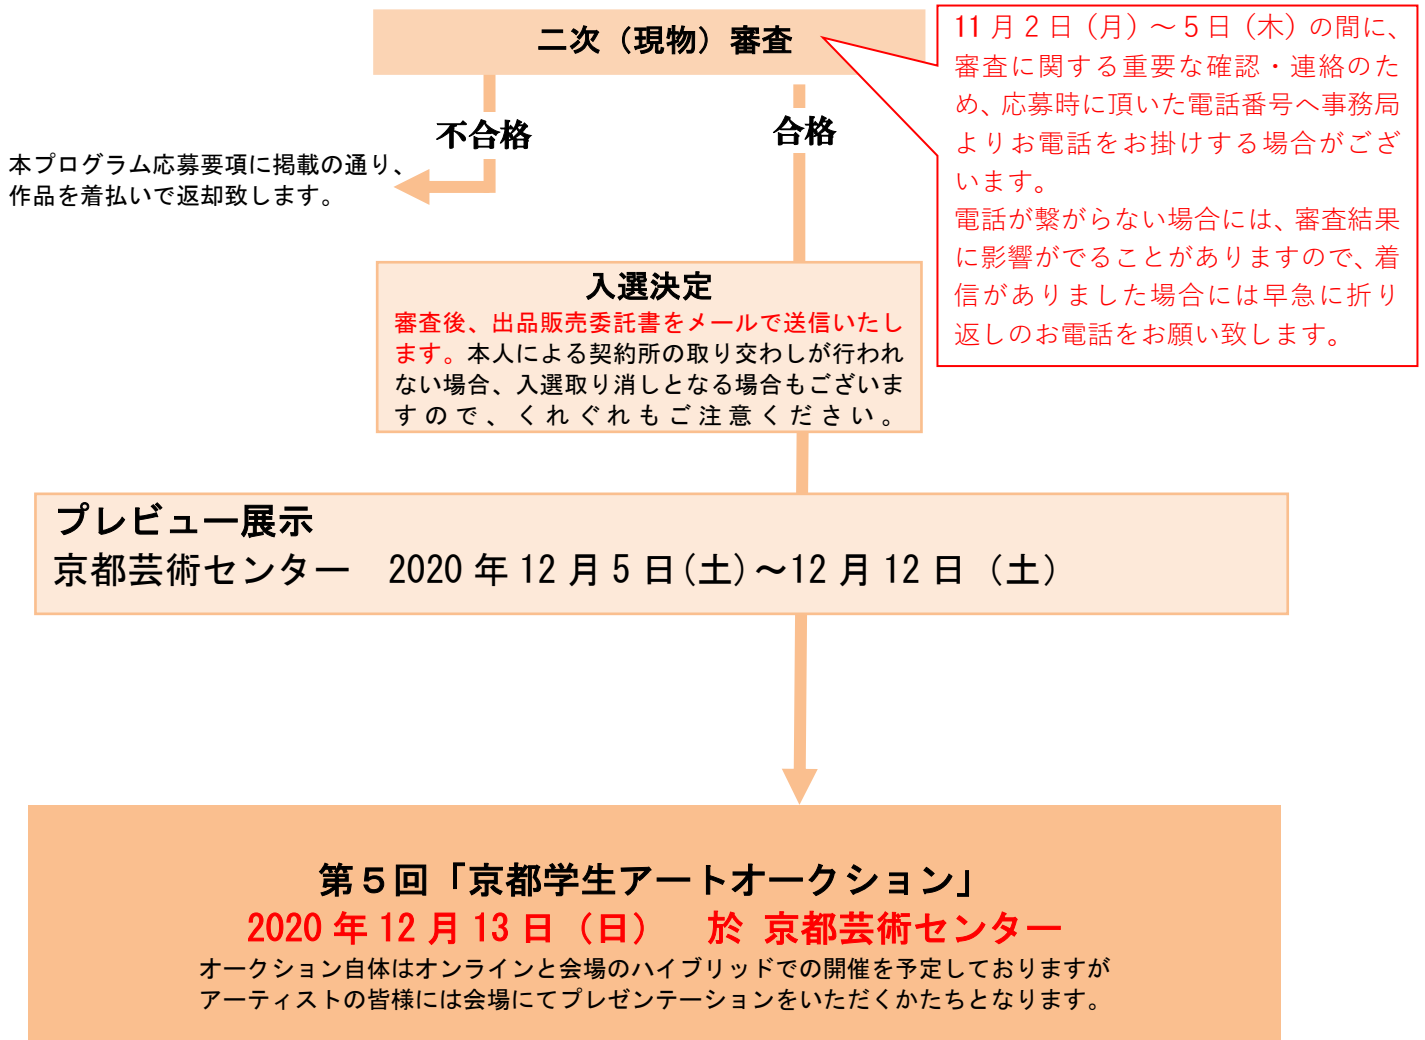 二次（現物）審査
11月2日（月）～5日（木）の間に、
審査に関する重要な確認・連絡のた
め、応募時に頂いた電話番号へ事務局
よりお電話をお掛けする場合がござ
います。
電話が繋がらない場合には、審査結果
に影響がでることがありますので、着
信がありました場合には早急に折り
返しのお電話をお願い致します。
不合格
合格
本プログラム応募要項に掲載の通り、
作品を着払いで返却致します。
入選決定
審査後、出品販売委託書をメールで送信いたし
ます。本人による契約所の取り交わしが行われ
ない場合、入選取り消しとなる場合もございま
すので、くれぐれもご注意ください。
プレビュー展示
京都芸術センター　2020年12月5日(土)～12月12日（土）
第５回「京都学生アートオークション」
2020年12月13日（日）　於 京都芸術センター
オークション自体はオンラインと会場のハイブリッドでの開催を予定しておりますが
アーティストの皆様には会場にてプレゼンテーションをいただくかたちとなります。